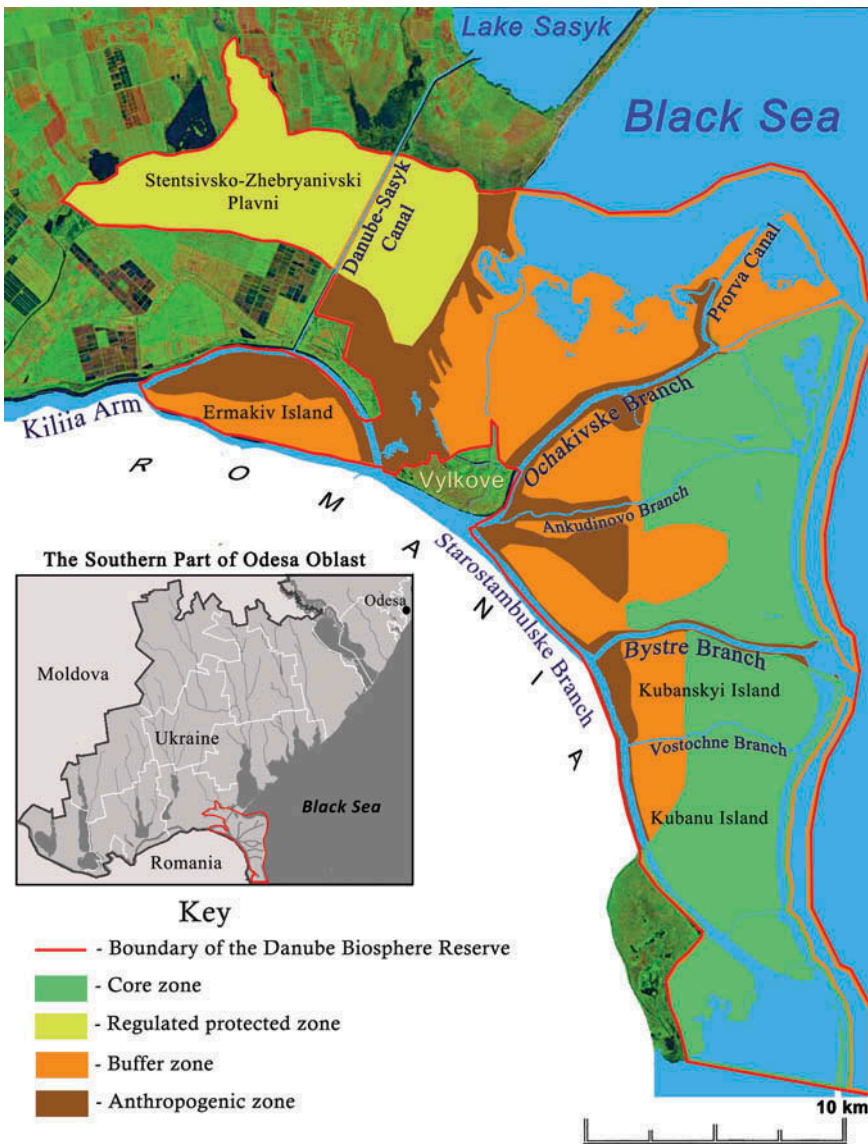 Lake Sasyk
Black Sea
Stentsivsko-Zhebryanivski
Plavni
Danube-Sasyk
Canal
Prorva Canal
Kiliia Arm
Ermakiv Island
Ochakivske Branch
Vylkove
Ankudinovo Branch
ROMANIA
Starostambulske Branch
Bystre Branch
Kubanskyi Island
Vostochne Branch
Kubanu Island
The Southern Part of Odesa Oblast
Odesa
Moldova
Ukraine
Black Sea
Romania
Key
- Boundary of the Danube Biosphere Reserve
- Core zone
- Regulated protected zone
- Buffer zone
- Anthropogenic zone
10 km